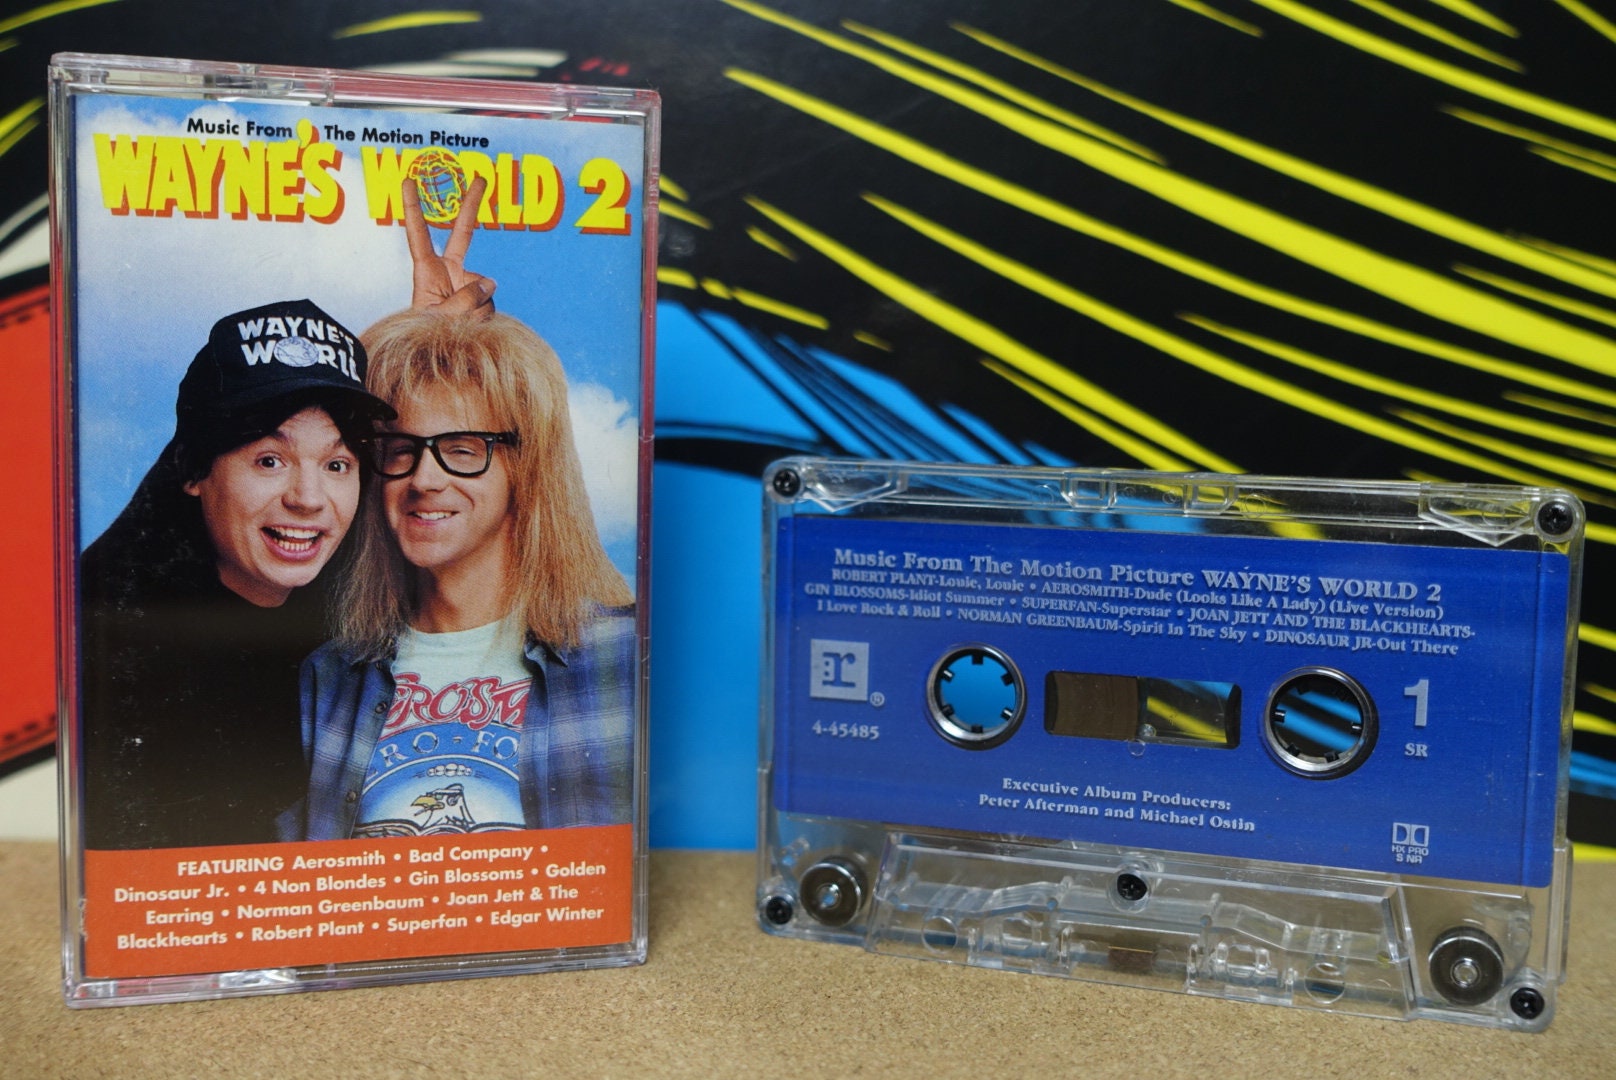 Music From The Motion Picture
WAYNE'S WORLD 2
WAYNE'S
WORLD
AEROSM
ERO-FO
FEATURING Aerosmith • Bad Company •
Dinosaur Jr. • 4 Non Blondes • Gin Blossoms • Golden
Earring • Norman Greenbaum • Joan Jett & The
Blackhearts • Robert Plant • Superfan • Edgar Winter
Music From The Motion Picture WAYNE'S WORLD 2
ROBERT PLANT-Louie, Louie • AEROSMITH-Dude (Looks Like A Lady) (Live Version)
GIN BLOSSOMS-Idiot Summer • SUPERFAN-Superstar • JOAN JETT AND THE BLACKHEARTS-
I Love Rock & Roll • NORMAN GREENBAUM-Spirit In The Sky • DINOSAUR JR-Out There
r®
4-45485
1
SR
Executive Album Producers:
Peter Afterman and Michael Ostin
HX PRO
S NR